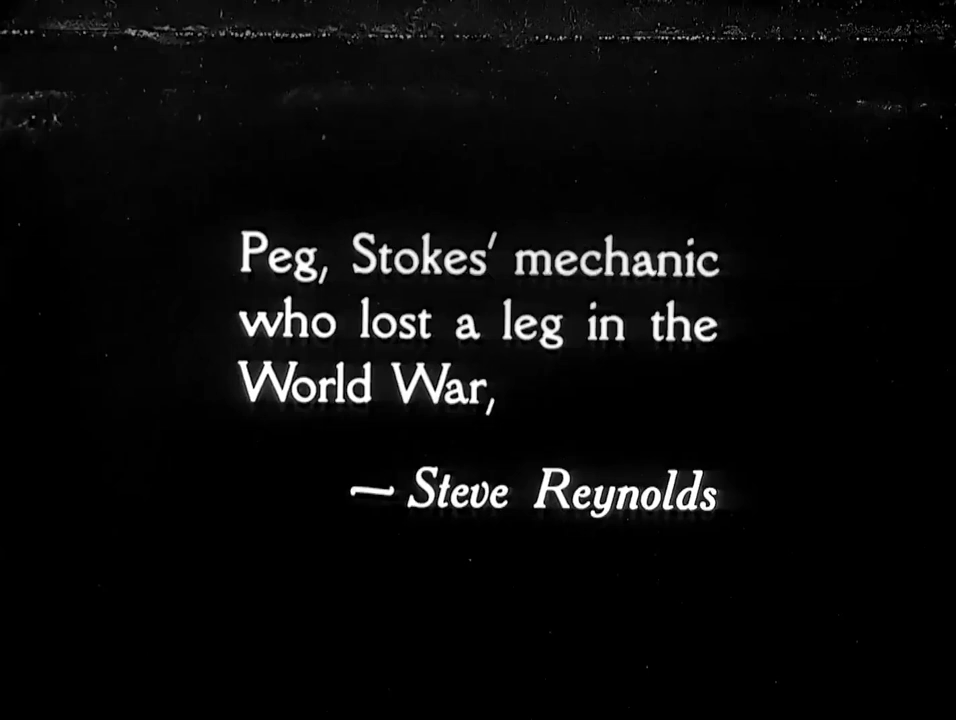 Peg, Stokes' mechanic
who lost a leg in the
World War,
— Steve Reynolds